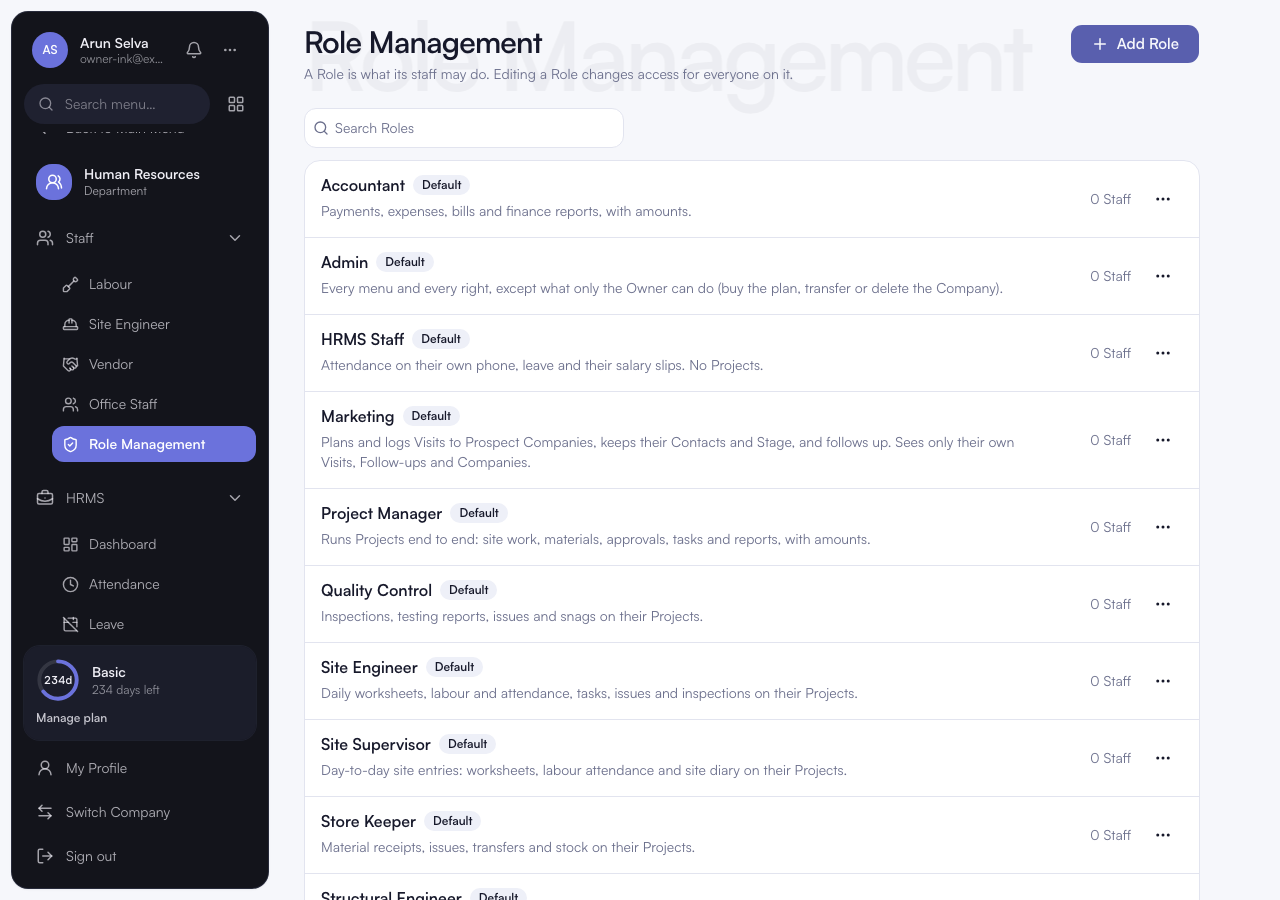 AS
Arun Selva
owner-ink@ex...
Search menu...
Back to Main Menu
Human Resources
Department
Staff
Labour
Site Engineer
Vendor
Office Staff
Role Management
HRMS
Dashboard
Attendance
Leave
234d
Basic
234 days left
Manage plan
My Profile
Switch Company
Sign out
Role Management
Role Management
A Role is what its staff may do. Editing a Role changes access for everyone on it.
Add Role
Search Roles
Accountant Default
Payments, expenses, bills and finance reports, with amounts.
0 Staff
Admin Default
Every menu and every right, except what only the Owner can do (buy the plan, transfer or delete the Company).
0 Staff
HRMS Staff Default
Attendance on their own phone, leave and their salary slips. No Projects.
0 Staff
Marketing Default
Plans and logs Visits to Prospect Companies, keeps their Contacts and Stage, and follows up. Sees only their own
Visits, Follow-ups and Companies.
0 Staff
Project Manager Default
Runs Projects end to end: site work, materials, approvals, tasks and reports, with amounts.
0 Staff
Quality Control Default
Inspections, testing reports, issues and snags on their Projects.
0 Staff
Site Engineer Default
Daily worksheets, labour and attendance, tasks, issues and inspections on their Projects.
0 Staff
Site Supervisor Default
Day-to-day site entries: worksheets, labour attendance and site diary on their Projects.
0 Staff
Store Keeper Default
Material receipts, issues, transfers and stock on their Projects.
0 Staff
Structural Engineer Default